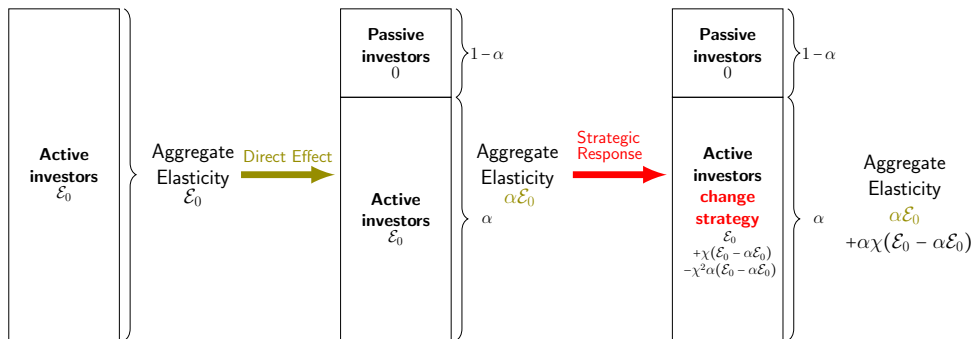 Active
investors
ℰ₀
Aggregate
Elasticity
ℰ₀
Direct Effect
Passive
investors
0
1 − α
Active
investors
ℰ₀
α
Aggregate
Elasticity
αℰ₀
Strategic
Response
Passive
investors
0
1 − α
Active
investors
change
strategy
ℰ₀
+χ(ℰ₀ − αℰ₀)
−χ²α(ℰ₀ − αℰ₀)
α
Aggregate
Elasticity
αℰ₀
+αχ(ℰ₀ − αℰ₀)